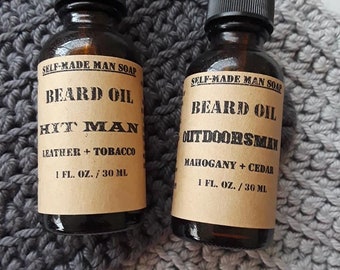 SELF-MADE MAN SOAP
BEARD OIL
HIT MAN
LEATHER + TOBACCO
1 FL. OZ. / 30 ML
SELF-MADE MAN SOAP
BEARD OIL
OUTDOORSMAN
MAHOGANY + CEDAR
1 FL. OZ. / 30 ML